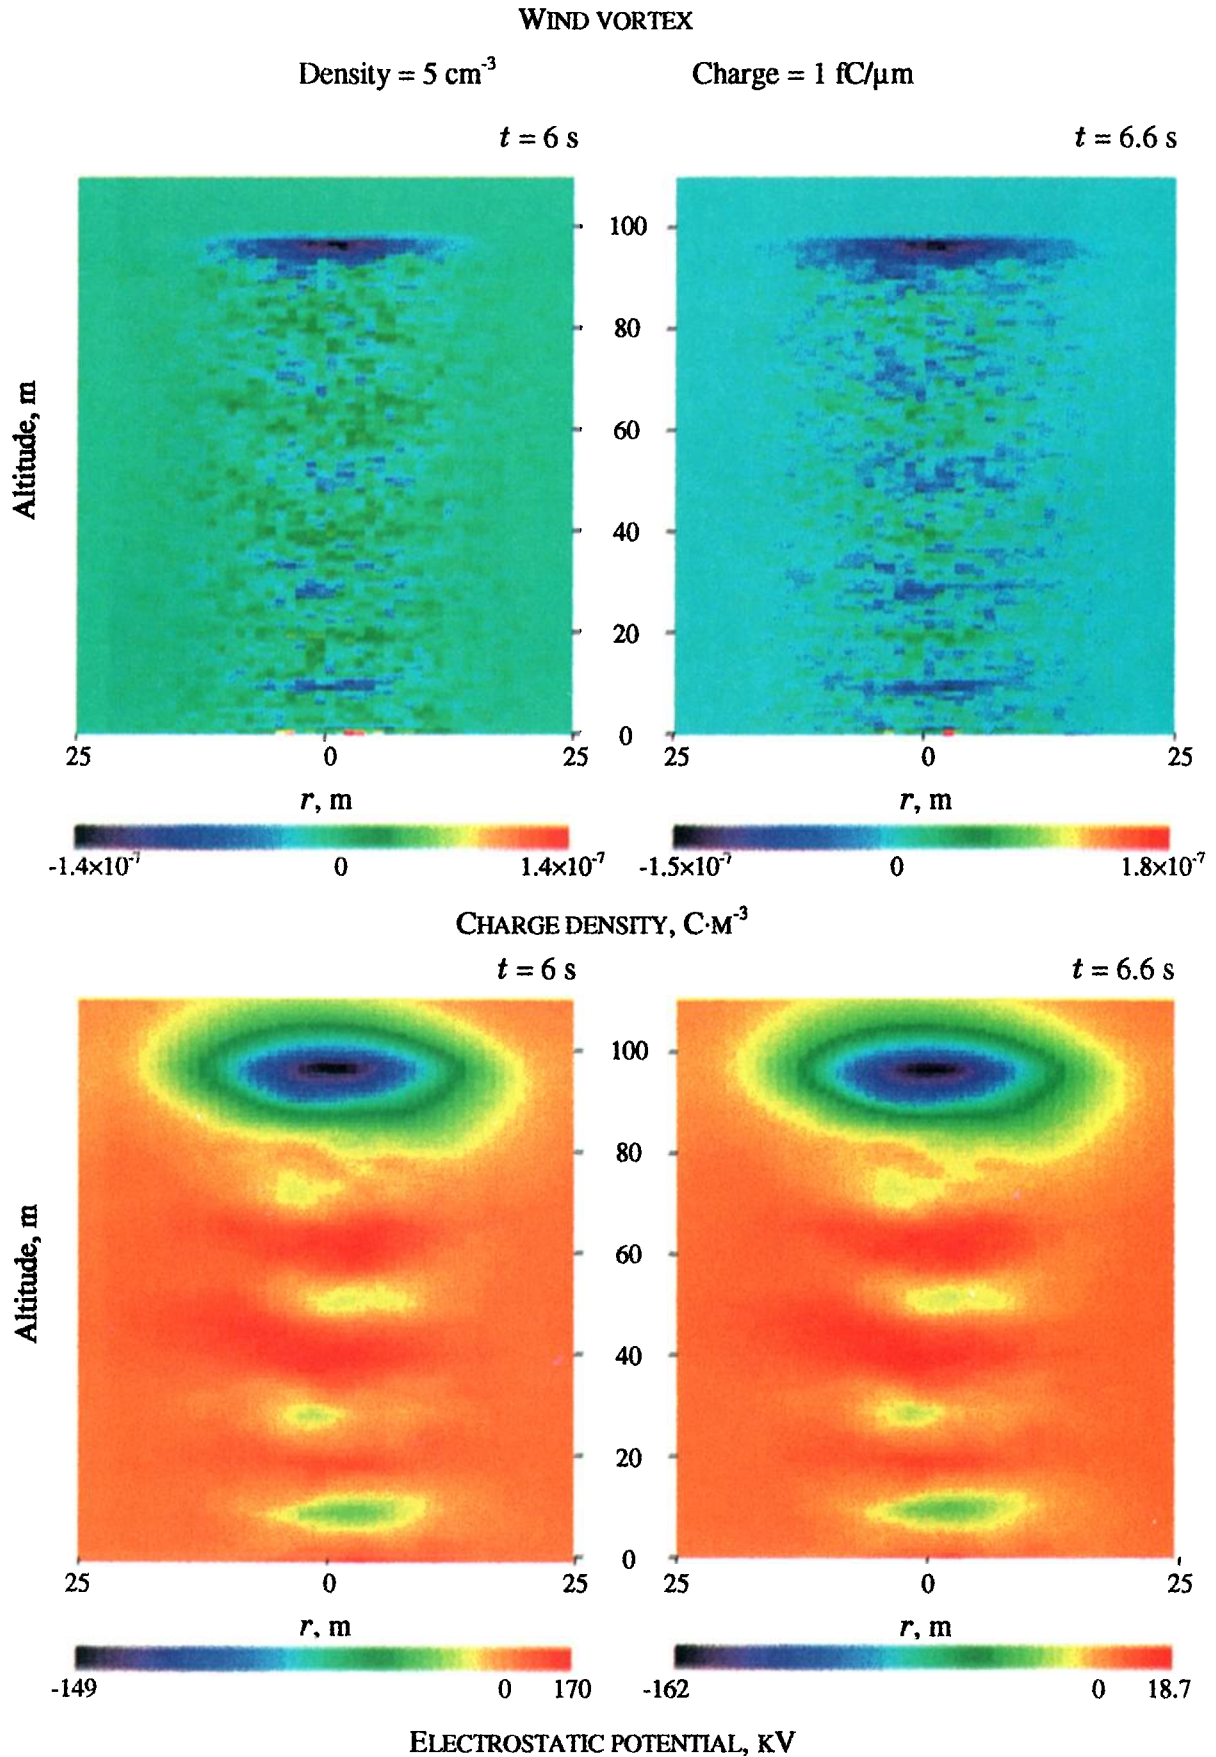 WIND VORTEX
Density = 5 cm⁻³ Charge = 1 fC/μm
t = 6 s t = 6.6 s
Altitude, m
100
80
60
40
20
0
25 0 25 25 0 25
r, m r, m
-1.4×10⁻⁷ 0 1.4×10⁻⁷ -1.5×10⁻⁷ 0 1.8×10⁻⁷
CHARGE DENSITY, C·M⁻³
t = 6 s t = 6.6 s
Altitude, m
100
80
60
40
20
0
25 0 25 25 0 25
r, m r, m
-149 0 170 -162 0 18.7
ELECTROSTATIC POTENTIAL, KV